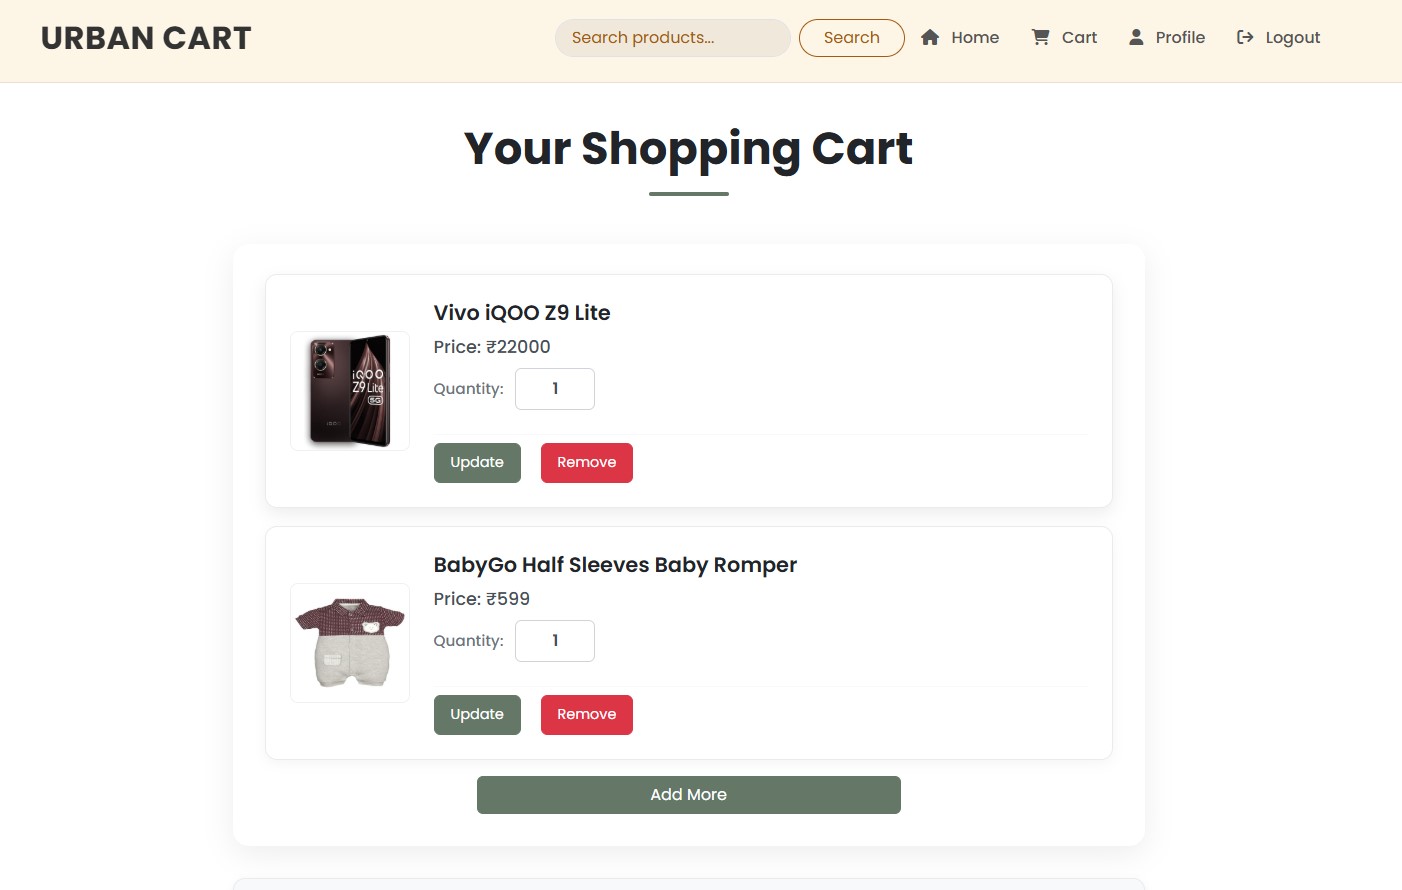 URBAN CART
Search products...
Search
Home
Cart
Profile
Logout
Your Shopping Cart
Vivo iQOO Z9 Lite
Price: ₹22000
Quantity: 1
iQOO
Z9 Lite
5G
Update
Remove
BabyGo Half Sleeves Baby Romper
Price: ₹599
Quantity: 1
Update
Remove
Add More